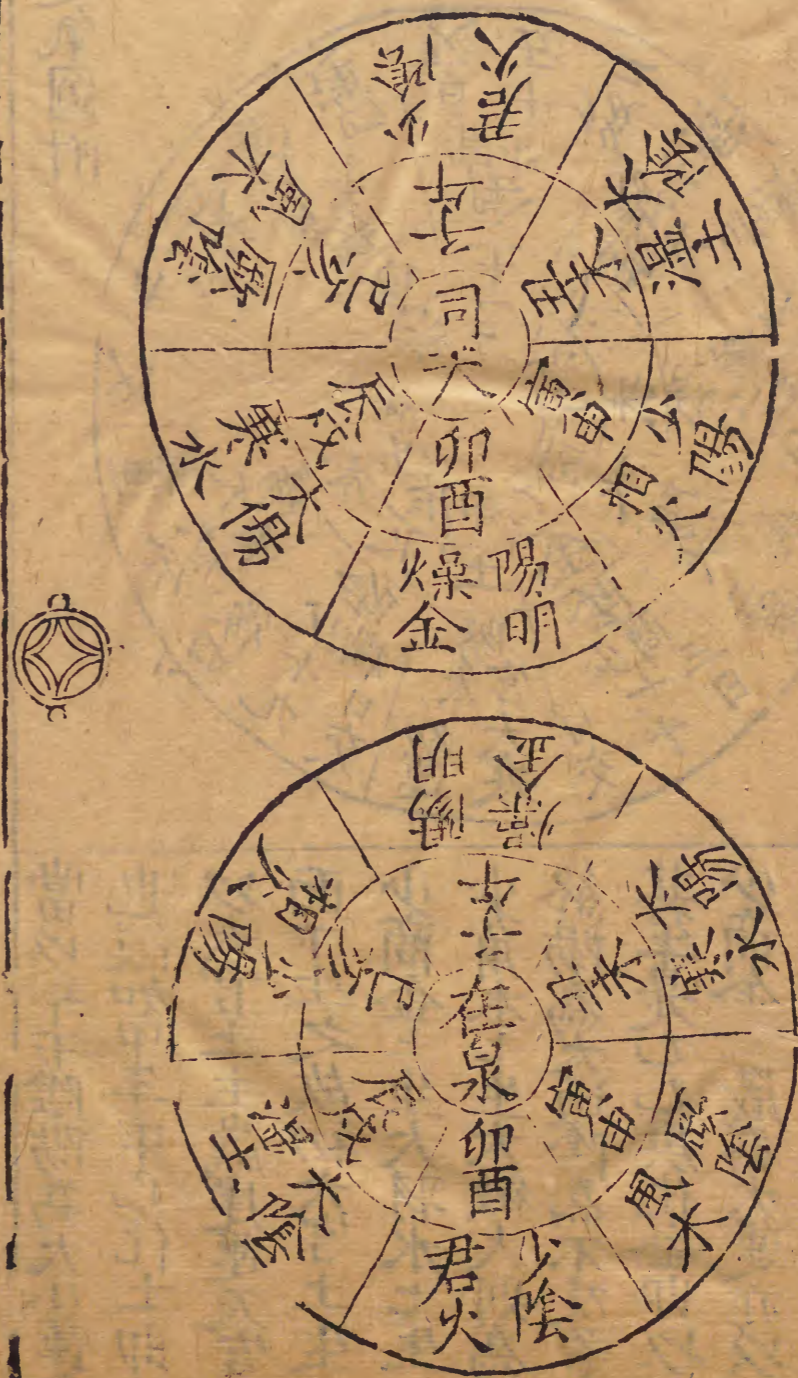 司天
子午
少陰
君火
丑未
太陰
濕土
寅申
少陽
相火
卯酉
陽明
燥金
辰戌
太陽
寒水
巳亥
厥陰
風木
在泉
子午
陽明
燥金
丑未
太陽
寒水
寅申
厥陰
風木
卯酉
少陰
君火
辰戌
太陰
濕土
巳亥
少陽
相火